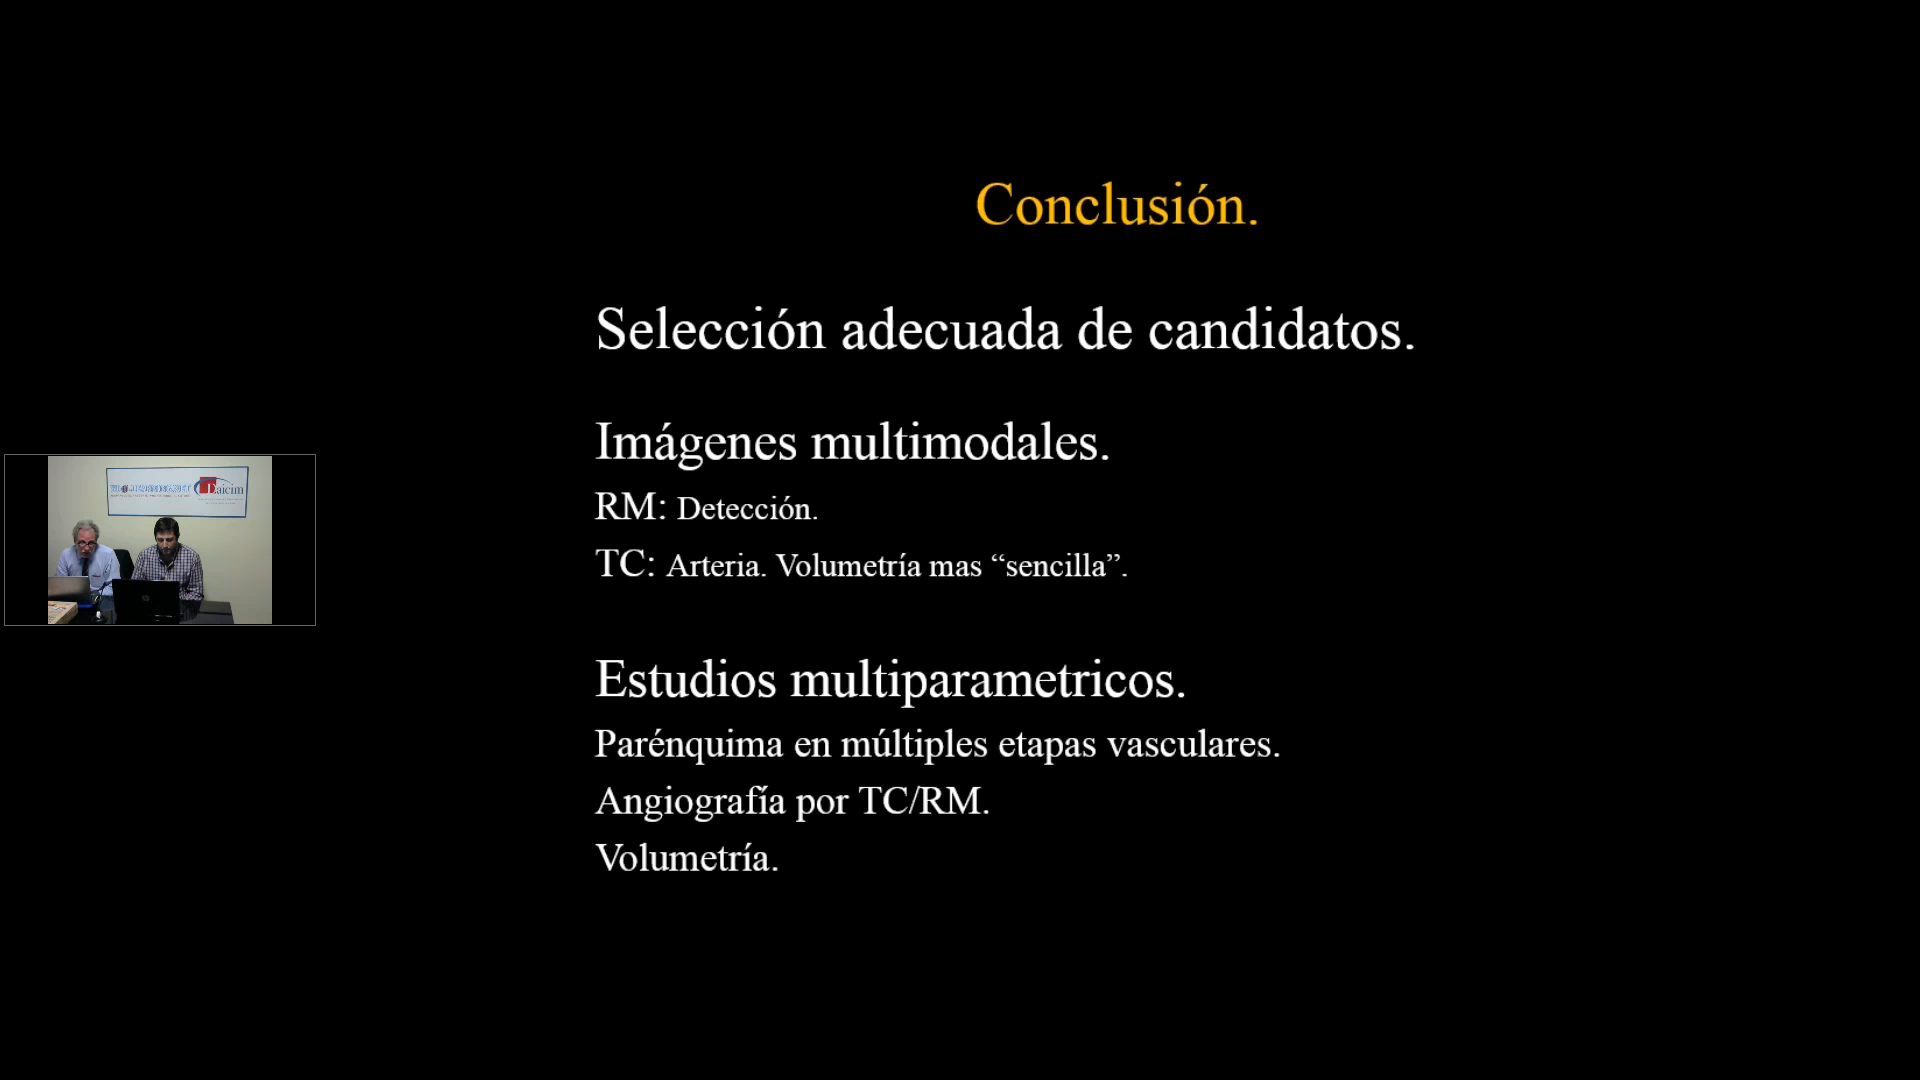 Conclusión.
Selección adecuada de candidatos.
Imágenes multimodales.
RM: Detección.
TC: Arteria. Volumetría mas “sencilla”.
Estudios multiparametricos.
Parénquima en múltiples etapas vasculares.
Angiografía por TC/RM.
Volumetría.
Daicim